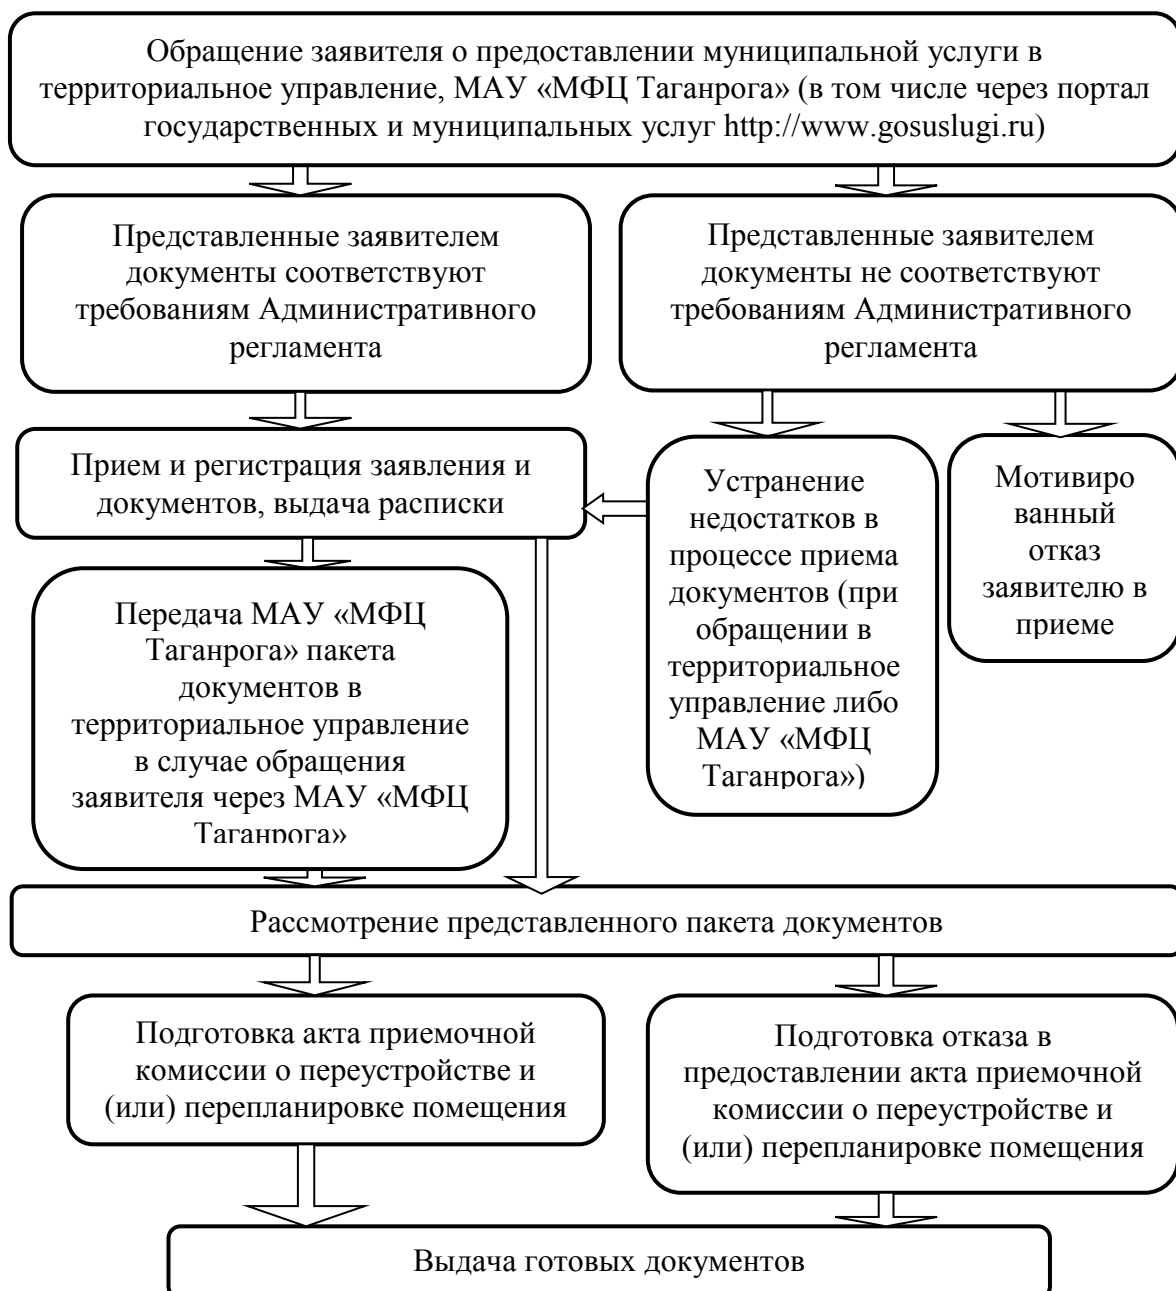 Обращение заявителя о предоставлении муниципальной услуги в
территориальное управление, МАУ «МФЦ Таганрога» (в том числе через портал
государственных и муниципальных услуг http://www.gosuslugi.ru)
Представленные заявителем
документы соответствуют
требованиям Административного
регламента
Представленные заявителем
документы не соответствуют
требованиям Административного
регламента
Прием и регистрация заявления и
документов, выдача расписки
Устранение
недостатков в
процессе приема
документов (при
обращении в
территориальное
управление либо
МАУ «МФЦ
Таганрога»)
Мотивиро
ванный
отказ
заявителю в
приеме
Передача МАУ «МФЦ
Таганрога» пакета
документов в
территориальное управление
в случае обращения
заявителя через МАУ «МФЦ
Таганрога»
Рассмотрение представленного пакета документов
Подготовка акта приемочной
комиссии о переустройстве и
(или) перепланировке помещения
Подготовка отказа в
предоставлении акта приемочной
комиссии о переустройстве и
(или) перепланировке помещения
Выдача готовых документов